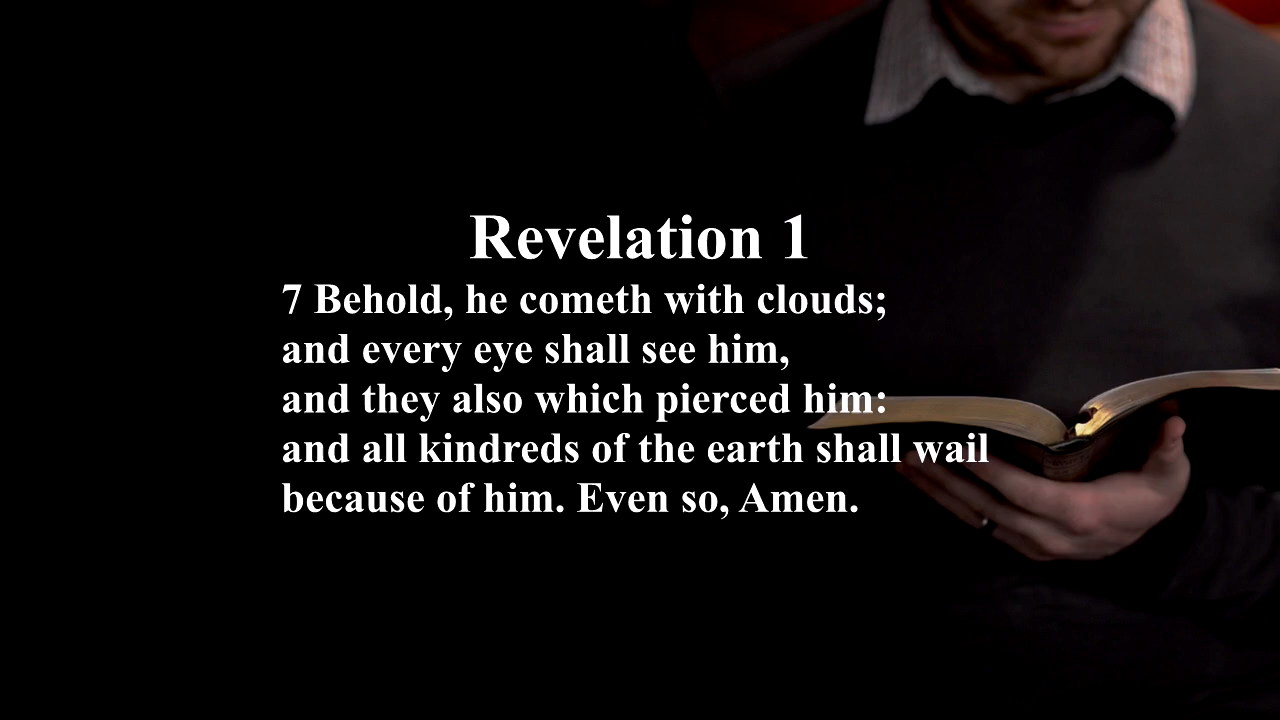 Revelation 1
7 Behold, he cometh with clouds;
and every eye shall see him,
and they also which pierced him:
and all kindreds of the earth shall wail
because of him. Even so, Amen.